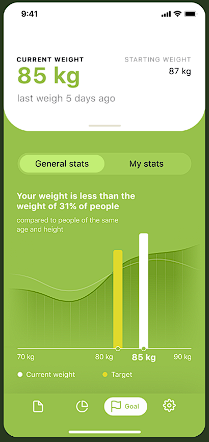 9:41
CURRENT WEIGHT
STARTING WEIGHT
85 kg
87 kg
last weigh 5 days ago
General stats
My stats
Your weight is less than the
weight of 31% of people
compared to people of the same
age and height
70 kg
80 kg
85 kg
90 kg
Current weight
Target
Goal